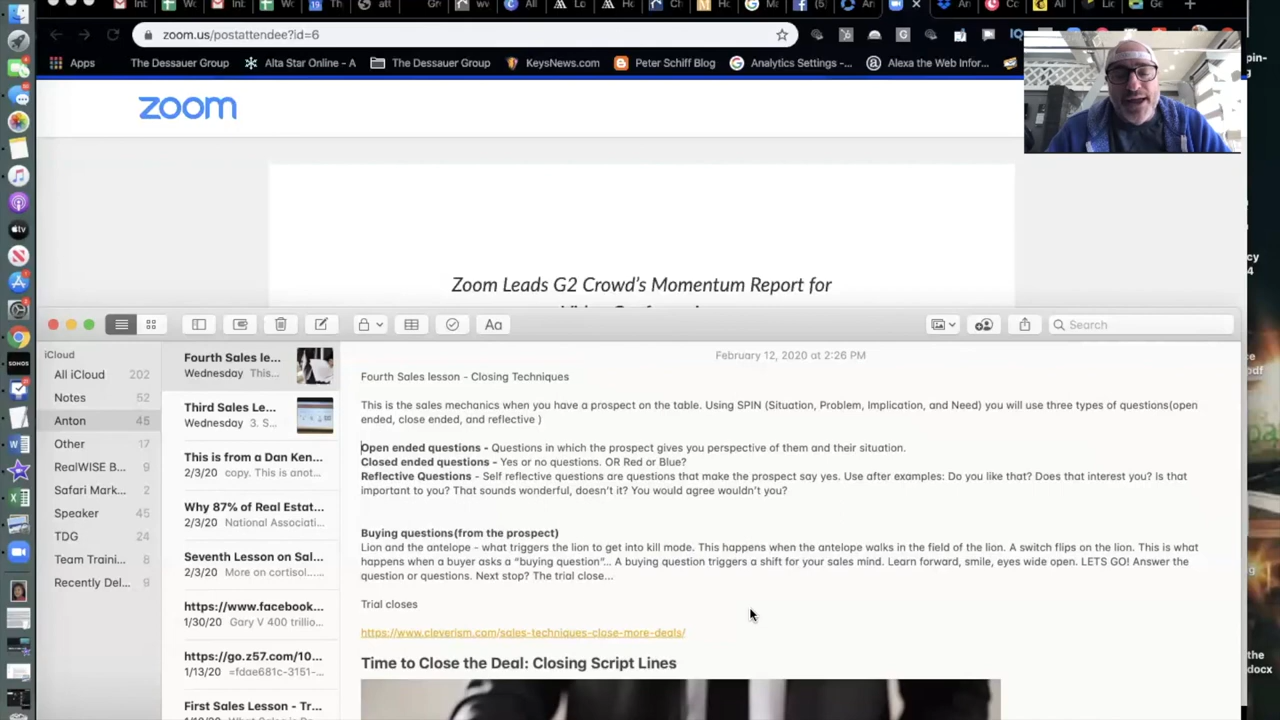 zoom.us/postattendee?id=6
Apps
The Dessauer Group
Alta Star Online - A
The Dessauer Group
KeysNews.com
Peter Schiff Blog
Analytics Settings -...
Alexa the Web Infor...
zoom
Zoom Leads G2 Crowd's Momentum Report for
Aa
Search
iCloud
All iCloud 202
Notes 52
Anton 45
Other 17
RealWISE B... 9
Safari Mark... 2
Speaker 45
TDG 24
Team Traini... 8
Recently Del...
Fourth Sales le...
Wednesday This...
Third Sales Le...
Wednesday 3. S...
This is from a Dan Ken...
2/3/20 copy. This is anot...
Why 87% of Real Estat...
2/3/20 National Associati...
Seventh Lesson on Sal...
2/3/20 More on cortisol...
https://www.facebook...
1/30/20 Gary V 400 trillio...
https://go.z57.com/10...
1/13/20 =fdae681c-3151-...
First Sales Lesson - Tr...
February 12, 2020 at 2:26 PM
Fourth Sales lesson - Closing Techniques
This is the sales mechanics when you have a prospect on the table. Using SPIN (Situation, Problem, Implication, and Need) you will use three types of questions(open
ended, close ended, and reflective )
Open ended questions - Questions in which the prospect gives you perspective of them and their situation.
Closed ended questions - Yes or no questions. OR Red or Blue?
Reflective Questions - Self reflective questions are questions that make the prospect say yes. Use after examples: Do you like that? Does that interest you? Is that
important to you? That sounds wonderful, doesn't it? You would agree wouldn't you?
Buying questions(from the prospect)
Lion and the antelope - what triggers the lion to get into kill mode. This happens when the antelope walks in the field of the lion. A switch flips on the lion. This is what
happens when a buyer asks a "buying question"... A buying question triggers a shift for your sales mind. Learn forward, smile, eyes wide open. LETS GO! Answer the
question or questions. Next stop? The trial close...
Trial closes
https://www.cleverism.com/sales-techniques-close-more-deals/
Time to Close the Deal: Closing Script Lines